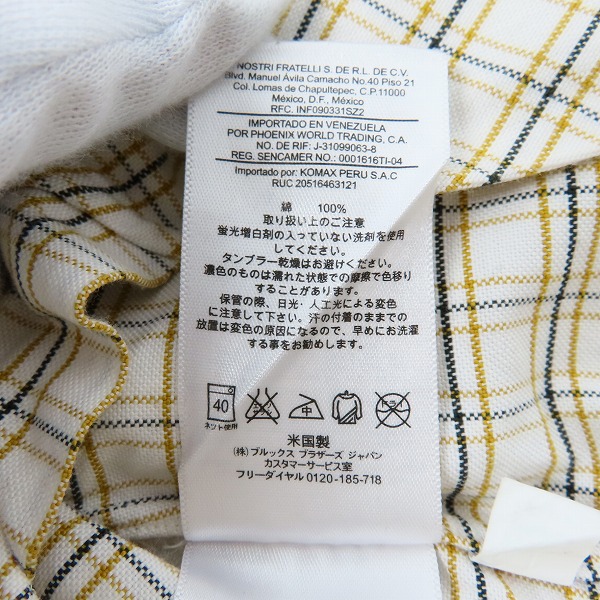 NOSTRI FRATELLI S. DE R.L. DE C.V.
Blvd. Manuel Ávila Camacho No.40 Piso 21
Col. Lomas de Chapultepec, C.P.11000
México, D.F., México
RFC. INF090331SZ2
IMPORTADO EN VENEZUELA
POR PHOENIX WORLD TRADING, C.A.
NO. DE RIF: J-31099063-8
REG. SENCAMER NO.: 0001616TI-04
Importado por: KOMAX PERU S.A.C
RUC 20516463121
綿 100%
取り扱い上のご注意
蛍光増白剤の入っていない洗剤を使用
してください。
タンブラー乾燥はお避けください。
濃色のものは濡れた状態での摩擦で色移り
することがあります。
保管の際、日光・人工光による変色
に注意して下さい。汗の付着のままでの
放置は変色の原因になるので、早めにお洗濯
する事をお勧めします。
40 エンソサラシ 中 ドライ
ネット使用
米国製
(株) ブルックス ブラザーズ ジャパン
カスタマーサービス室
フリーダイヤル 0120-185-718